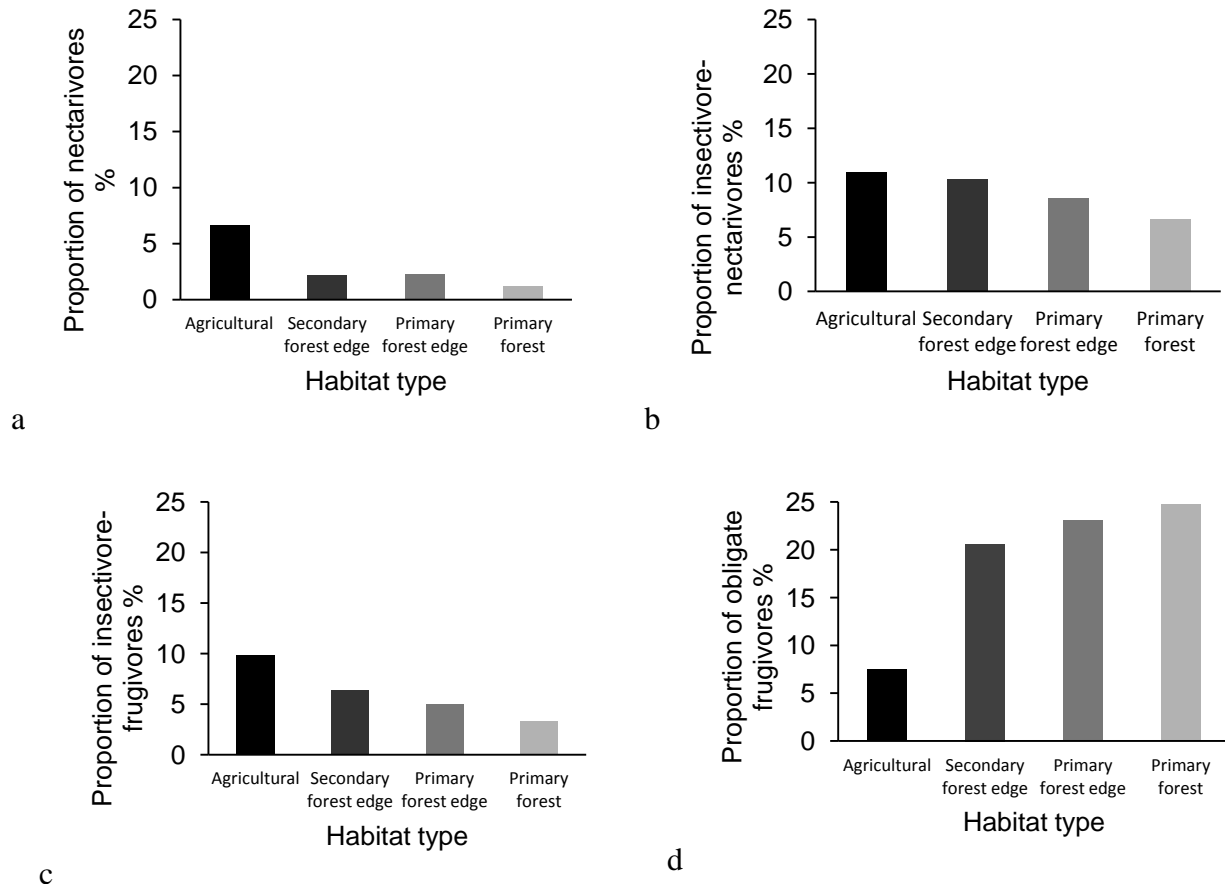 Proportion of nectarivores
%
25
20
15
10
5
0
Agricultural
Secondary
forest edge
Primary
forest edge
Primary
forest
Habitat type
a
Proportion of insectivore-
nectarivores %
25
20
15
10
5
0
Agricultural
Secondary
forest edge
Primary
forest edge
Primary
forest
Habitat type
b
Proportion of insectivore-
frugivores %
25
20
15
10
5
0
Agricultural
Secondary
forest edge
Primary
forest edge
Primary
forest
Habitat type
c
Proportion of obligate
frugivores %
25
20
15
10
5
0
Agricultural
Secondary
forest edge
Primary
forest edge
Primary
forest
Habitat type
d